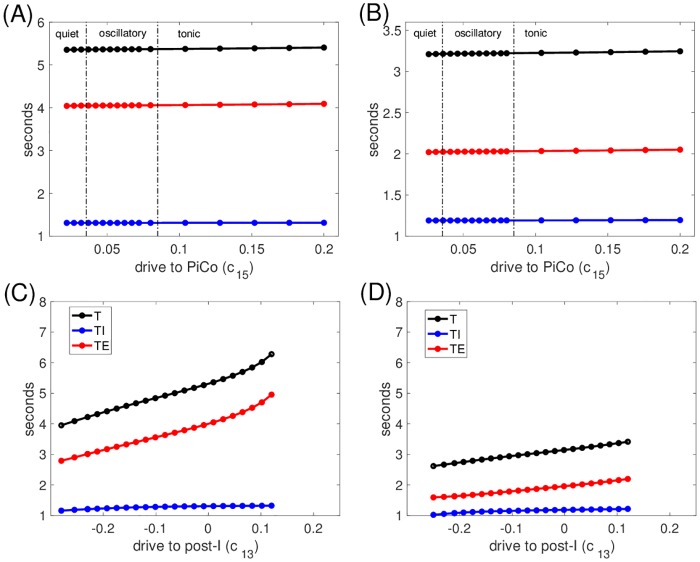 (A)
quiet oscillatory tonic
6
5
4
3
2
1
seconds
0.05 0.1 0.15 0.2
drive to PiCo (c15)
(B)
quiet oscillatory tonic
3.5
3
2.5
2
1.5
1
seconds
0.05 0.1 0.15 0.2
drive to PiCo (c15)
(C)
T
TI
TE
8
7
6
5
4
3
2
1
seconds
-0.2 -0.1 0 0.1 0.2
drive to post-I (c13)
(D)
T
TI
TE
8
7
6
5
4
3
2
1
seconds
-0.2 -0.1 0 0.1 0.2
drive to post-I (c13)